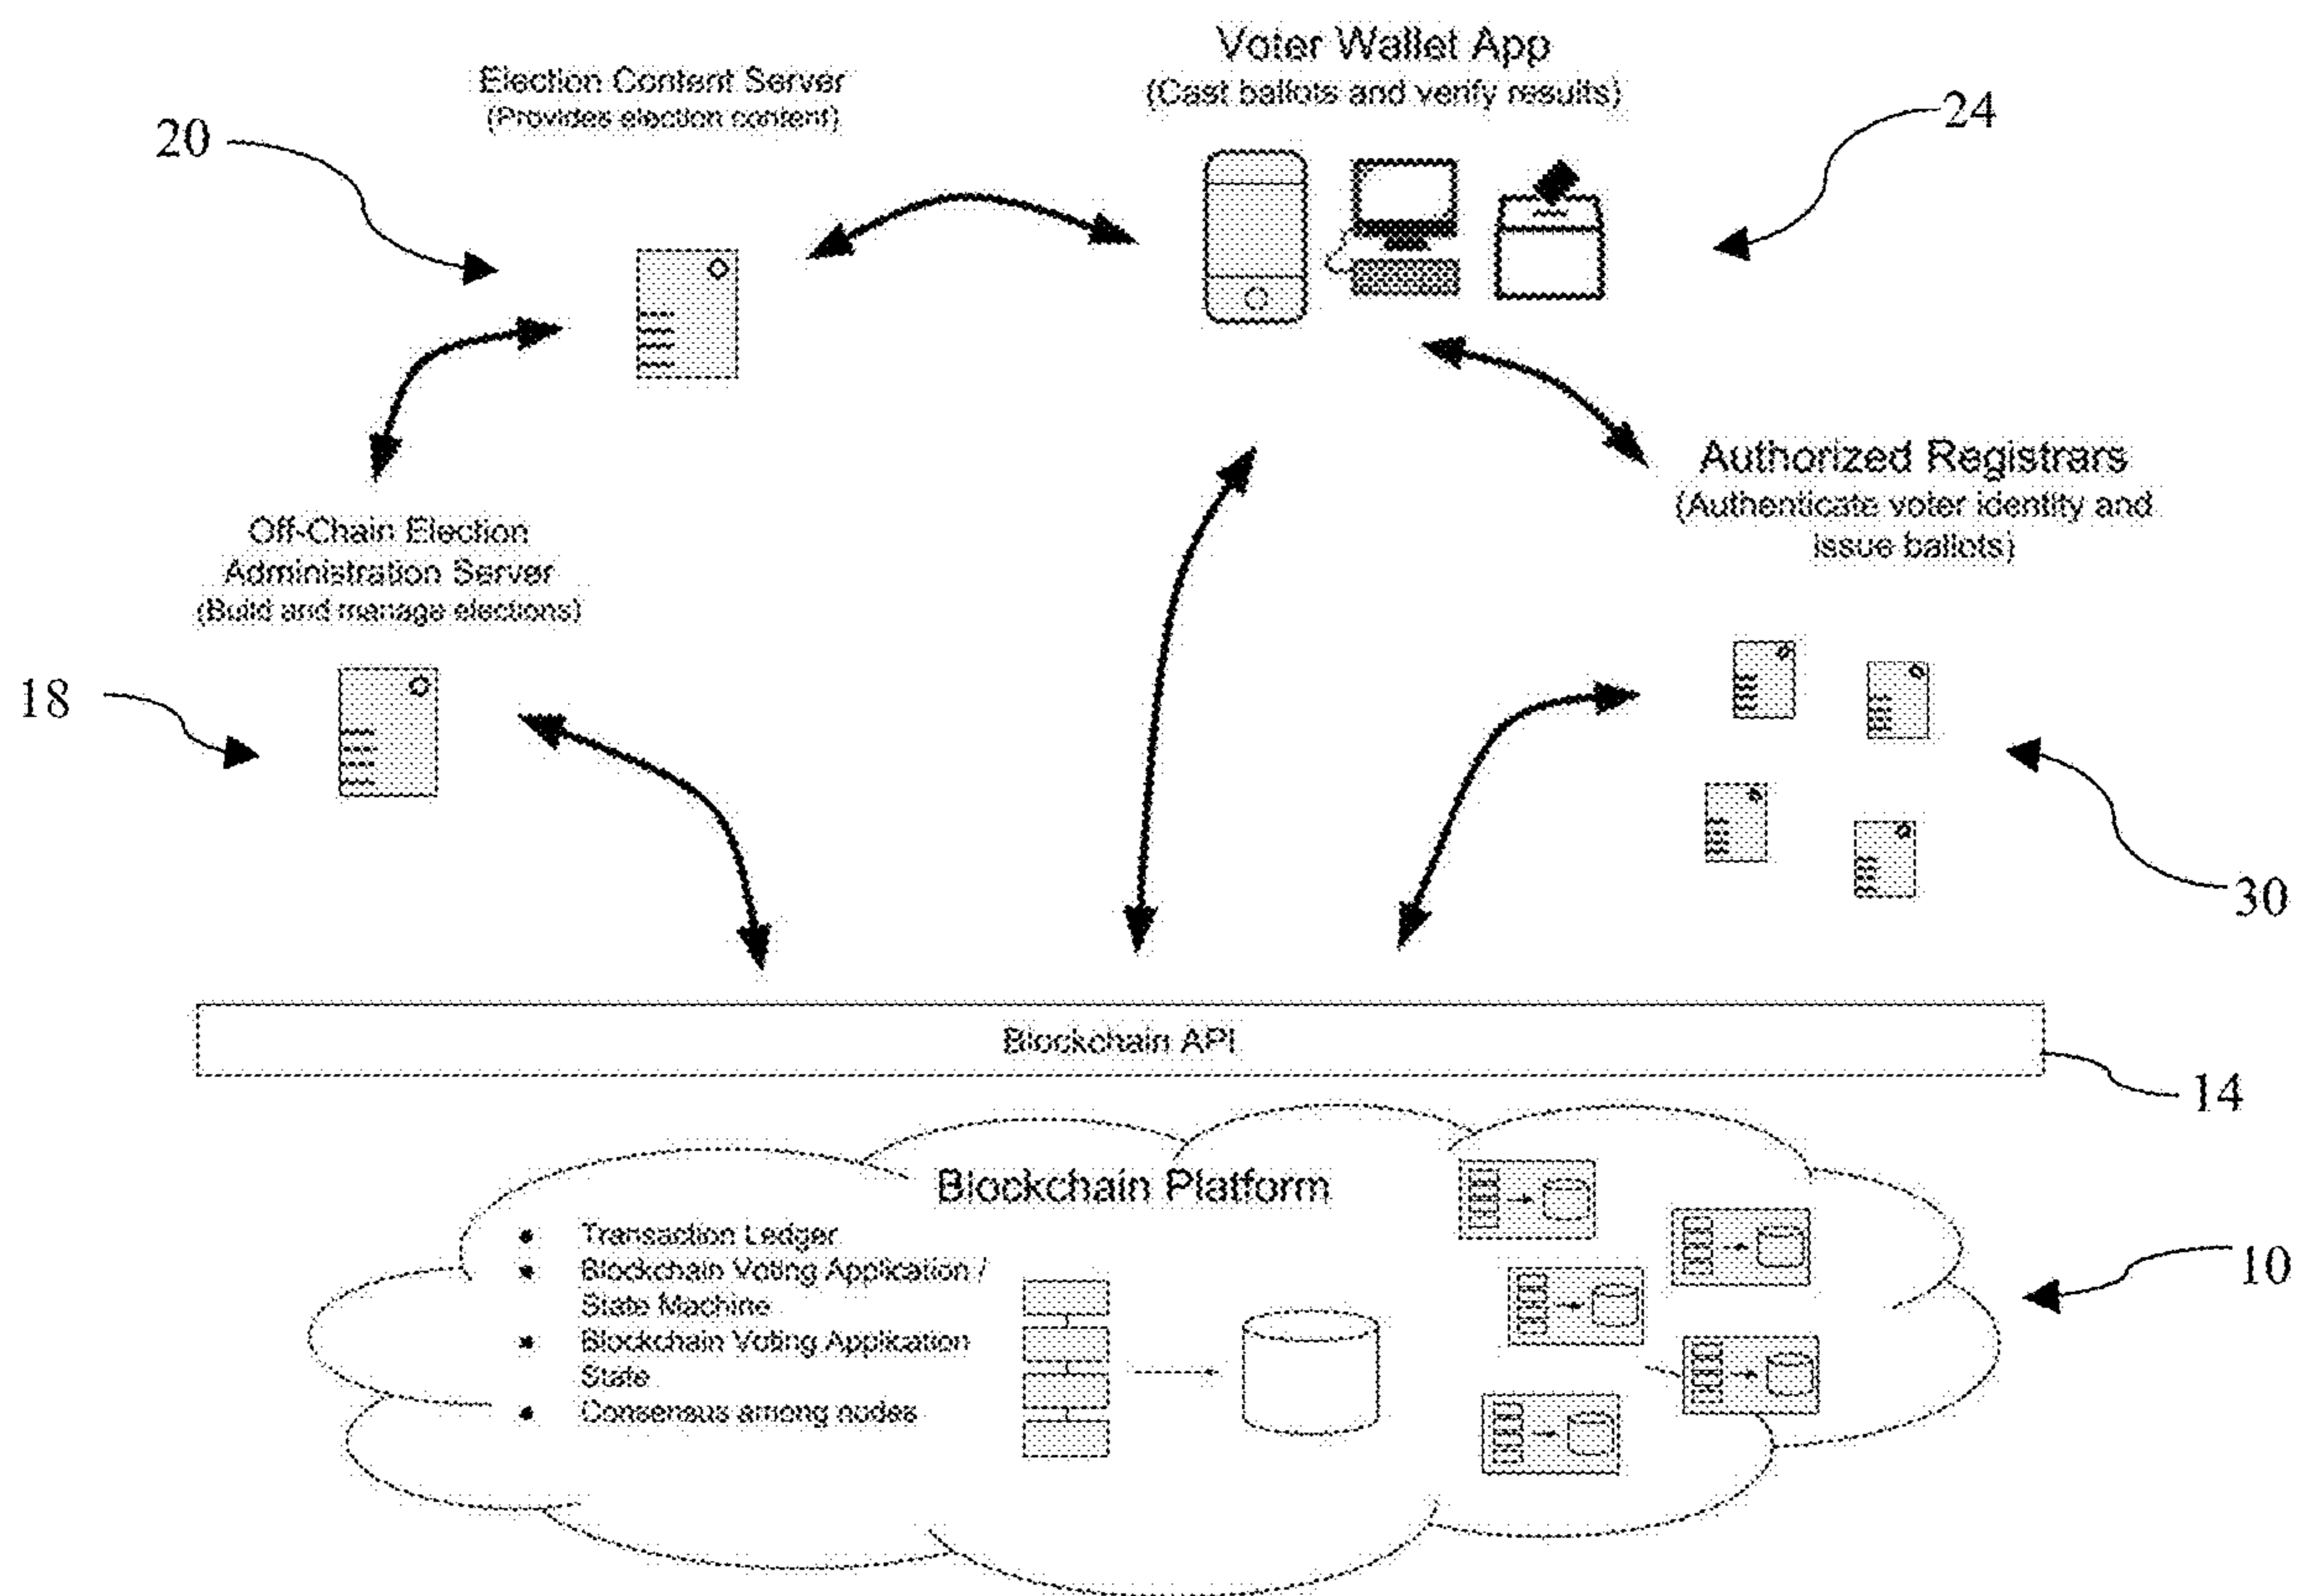 Voter Wallet App
(Cast ballots and verify results)
24
Election Content Server
(Provides election content)
20
Authorized Registrars
(Authenticate voter identity and
issue ballots)
Off-Chain Election
Administration Server
(Build and manage elections)
18
30
Blockchain API
14
Blockchain Platform
• Transaction Ledger
• Blockchain Voting Application /
State Machine
• Blockchain Voting Application
State
• Consensus among nodes
10